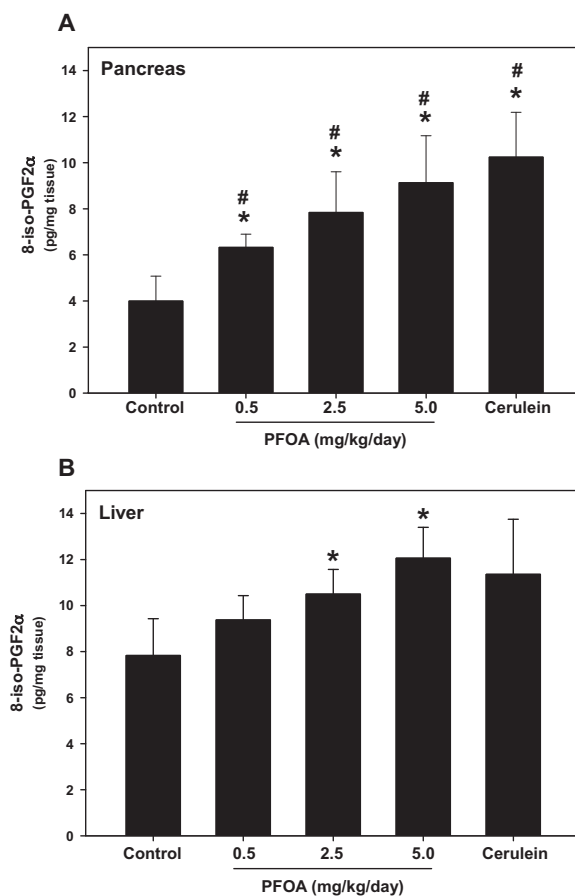 A
Pancreas
8-iso-PGF2α
(pg/mg tissue)
14
12
10
8
6
4
2
0
#
*
#
*
#
*
#
*
Control
0.5
2.5
5.0
Cerulein
PFOA (mg/kg/day)
B
Liver
8-iso-PGF2α
(pg/mg tissue)
14
12
10
8
6
4
2
0
*
*
Control
0.5
2.5
5.0
Cerulein
PFOA (mg/kg/day)